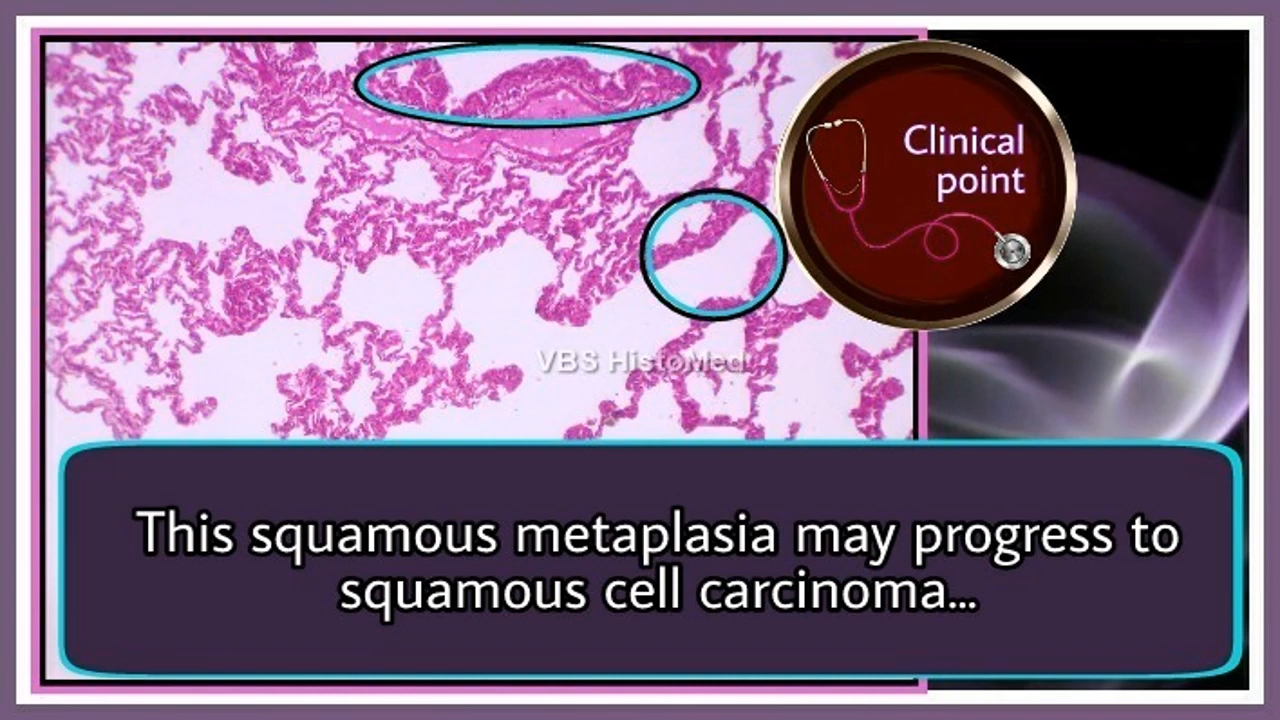 Clinical
point
VBS HistoMed
This squamous metaplasia may progress to
squamous cell carcinoma...